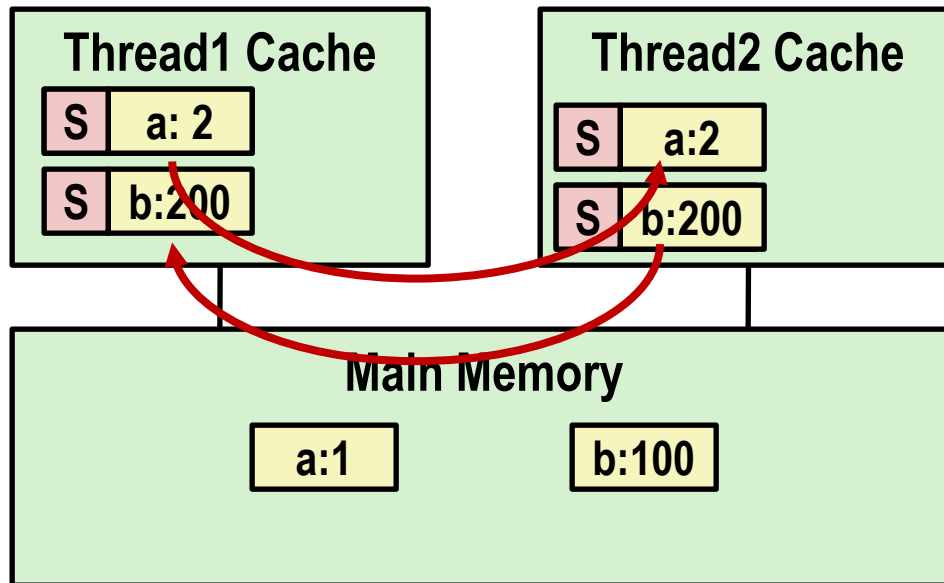 Thread1 Cache
S a: 2
S b:200
Thread2 Cache
S a:2
S b:200
Main Memory
a:1
b:100